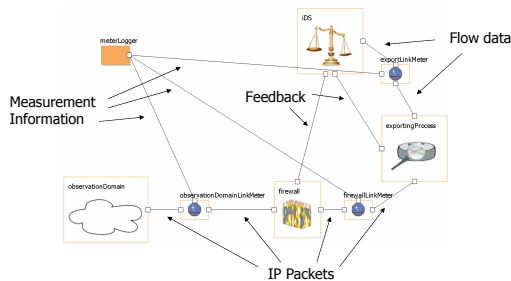 iDS
Flow data
meterLogger
exportLinkMeter
Feedback
Measurement
Information
exportingProcess
observationDomain
observationDomainLinkMeter
firewall
firewallLinkMeter
IP Packets